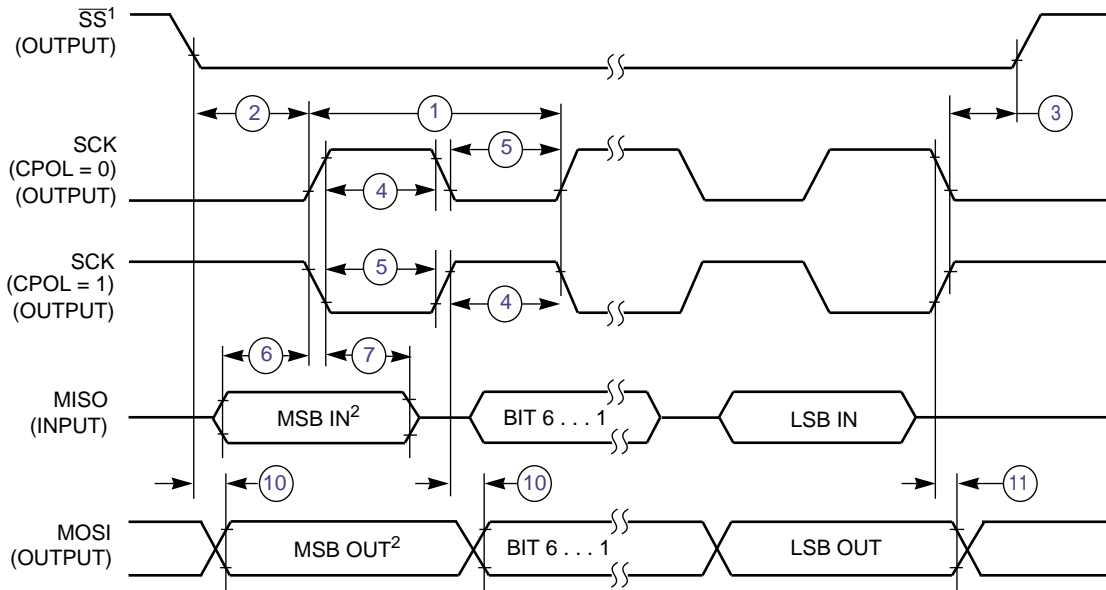 SS¹
(OUTPUT)
2
1
3
SCK
(CPOL = 0)
(OUTPUT)
5
4
SCK
(CPOL = 1)
(OUTPUT)
5
4
6
7
MISO
(INPUT)
MSB IN²
BIT 6 . . . 1
LSB IN
10
10
11
MOSI
(OUTPUT)
MSB OUT²
BIT 6 . . . 1
LSB OUT